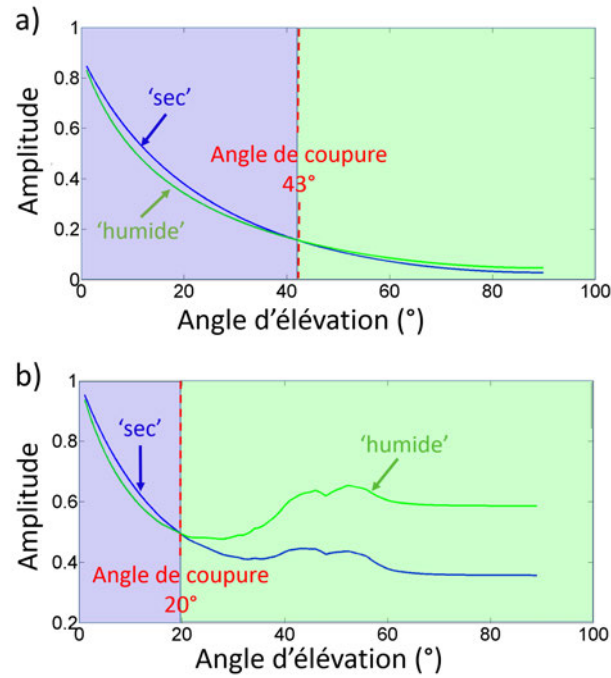 a)
1
0.8
0.6
0.4
0.2
0
Amplitude
'sec'
'humide'
Angle de coupure
43°
0 20 40 60 80 100
Angle d'élévation (°)
b)
1
0.8
0.6
0.4
0.2
Amplitude
'sec'
'humide'
Angle de coupure
20°
0 20 40 60 80 100
Angle d'élévation (°)